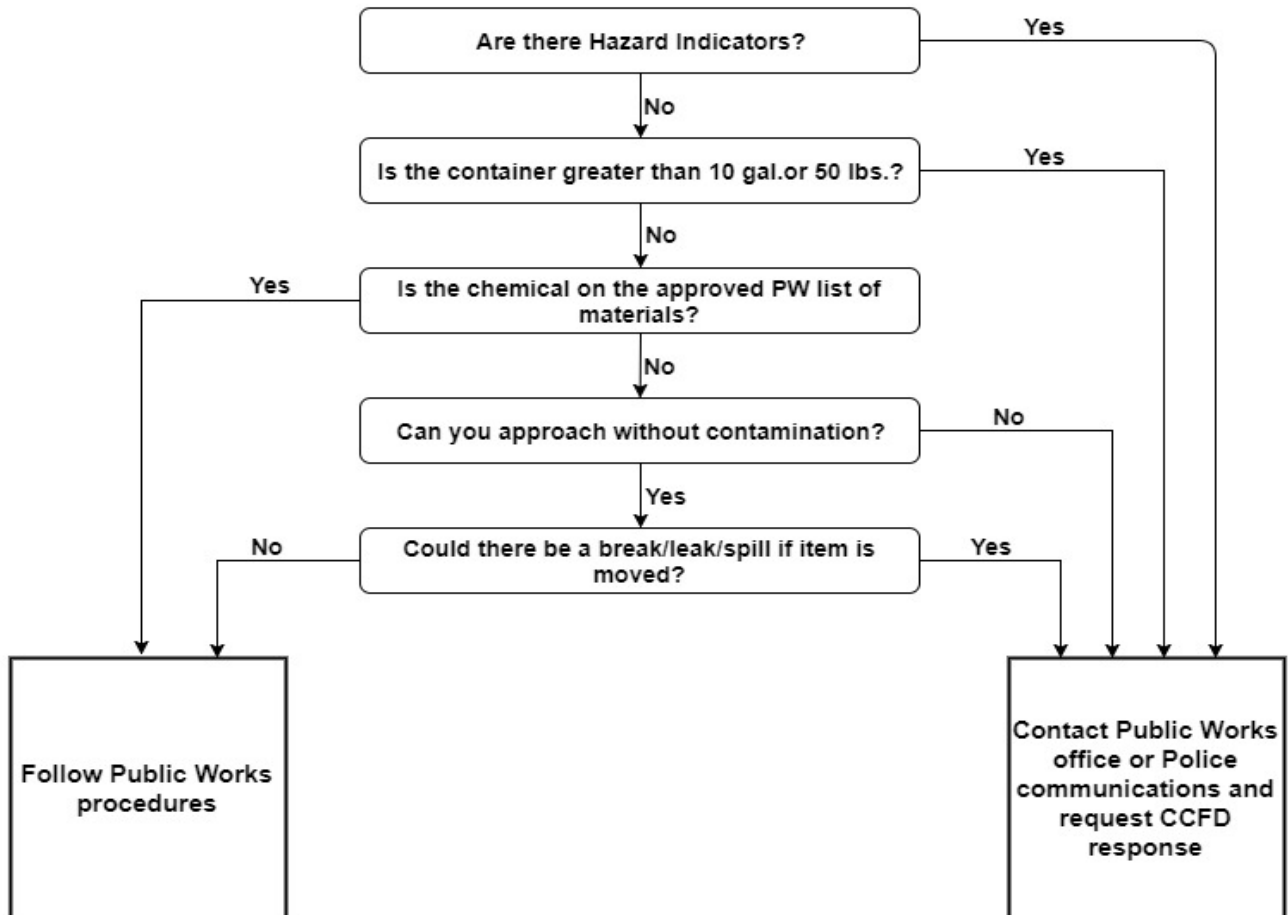 Are there Hazard Indicators?
Yes
No
Is the container greater than 10 gal.or 50 lbs.?
Yes
No
Is the chemical on the approved PW list of
materials?
Yes
No
Can you approach without contamination?
No
Yes
Could there be a break/leak/spill if item is
moved?
No
Yes
Follow Public Works
procedures
Contact Public Works
office or Police
communications and
request CCFD
response